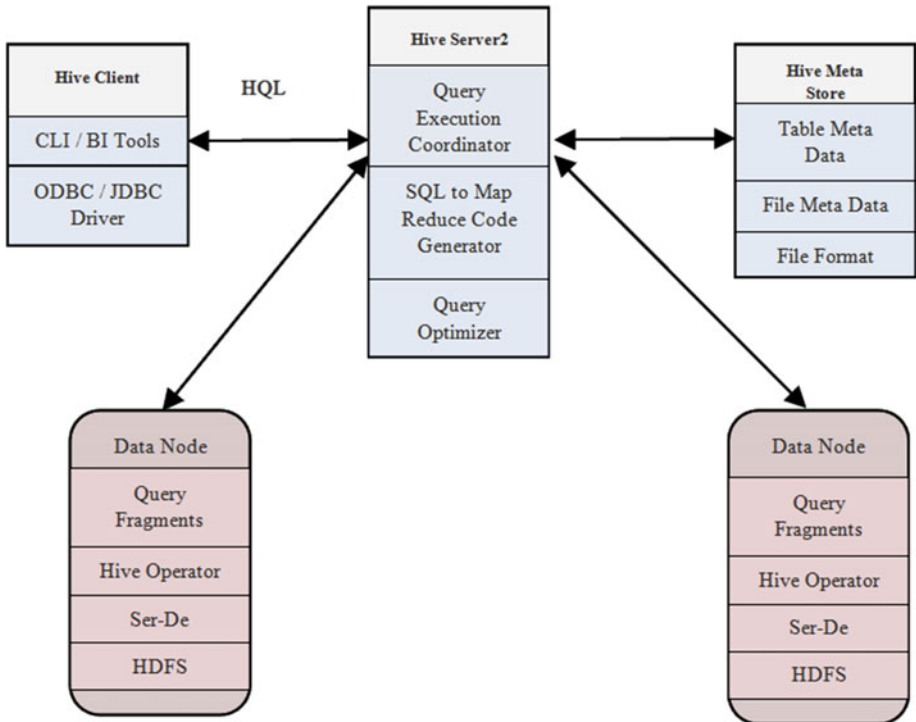 Hive Client
CLI / BI Tools
ODBC / JDBC
Driver
HQL
Hive Server2
Query
Execution
Coordinator
SQL to Map
Reduce Code
Generator
Query
Optimizer
Hive Meta
Store
Table Meta
Data
File Meta Data
File Format
Data Node
Query
Fragments
Hive Operator
Ser-De
HDFS
Data Node
Query
Fragments
Hive Operator
Ser-De
HDFS